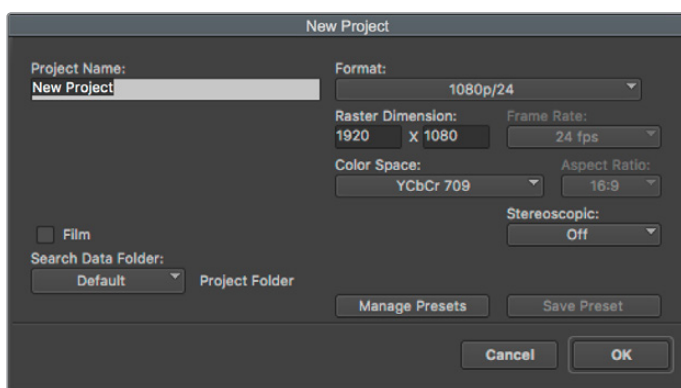 New Project
Project Name:
New Project
Format:
1080p/24
Raster Dimension:
1920 x 1080
Frame Rate:
24 fps
Color Space:
YCbCr 709
Aspect Ratio:
16:9
Stereoscopic:
Off
Film
Search Data Folder:
Default
Project Folder
Manage Presets
Save Preset
Cancel
OK